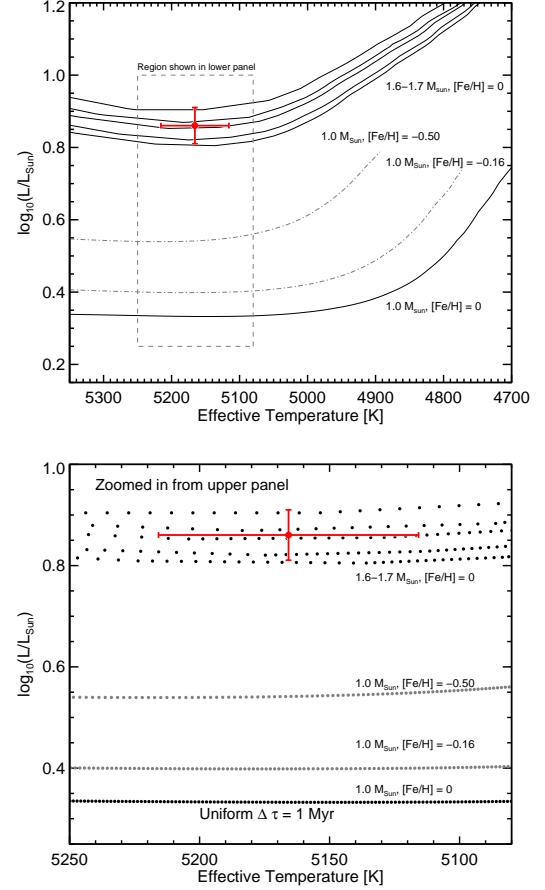 1.2
Region shown in lower panel
1.0
1.6–1.7 Msun, [Fe/H] = 0
1.0 MSun, [Fe/H] = −0.50
0.8
1.0 MSun, [Fe/H] = −0.16
log10(L/LSun)
0.6
0.4
1.0 Msun, [Fe/H] = 0
0.2
5300 5200 5100 5000 4900 4800 4700
Effective Temperature [K]
1.0
Zoomed in from upper panel
0.8
1.6–1.7 MSun, [Fe/H] = 0
log10(L/LSun)
0.6
1.0 MSun, [Fe/H] = −0.50
1.0 MSun, [Fe/H] = −0.16
0.4
1.0 MSun, [Fe/H] = 0
Uniform Δ τ = 1 Myr
5250 5200 5150 5100
Effective Temperature [K]